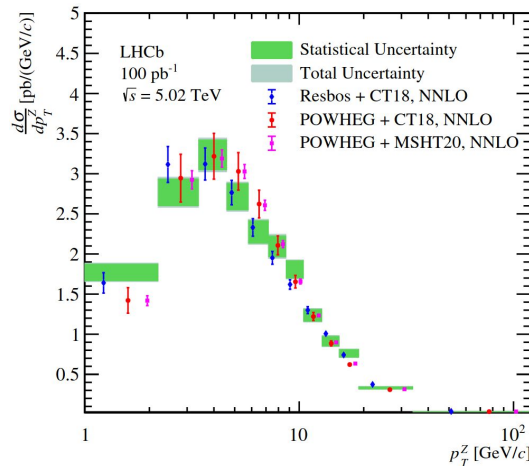 dσ/dp_T^Z [pb/(GeV/c)]
5
4.5
4
3.5
3
2.5
2
1.5
1
0.5
LHCb
100 pb⁻¹
√s = 5.02 TeV
Statistical Uncertainty
Total Uncertainty
Resbos + CT18, NNLO
POWHEG + CT18, NNLO
POWHEG + MSHT20, NNLO
1 10 10²
p_T^Z [GeV/c]